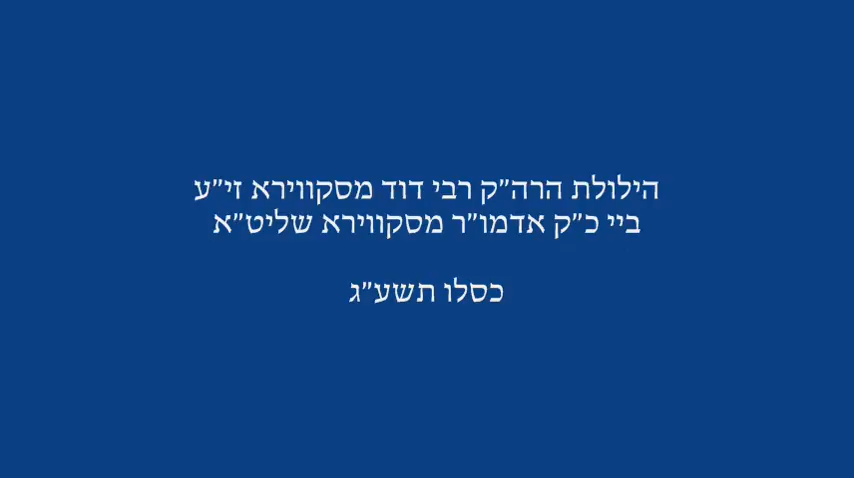 הילולת הרה"ק רבי דוד מסקווירא זי"ע
ביי כ"ק אדמו"ר מסקווירא שליט"א
כסלו תשע"ג